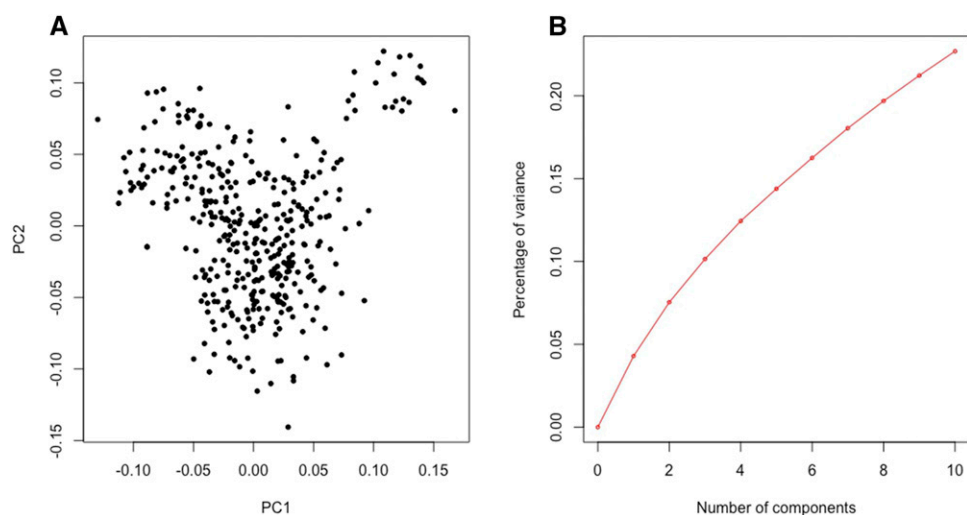 A
PC2
0.10
0.05
0.00
-0.05
-0.10
-0.15
-0.10 -0.05 0.00 0.05 0.10 0.15
PC1
B
Percentage of variance
0.20
0.15
0.10
0.05
0.00
0 2 4 6 8 10
Number of components